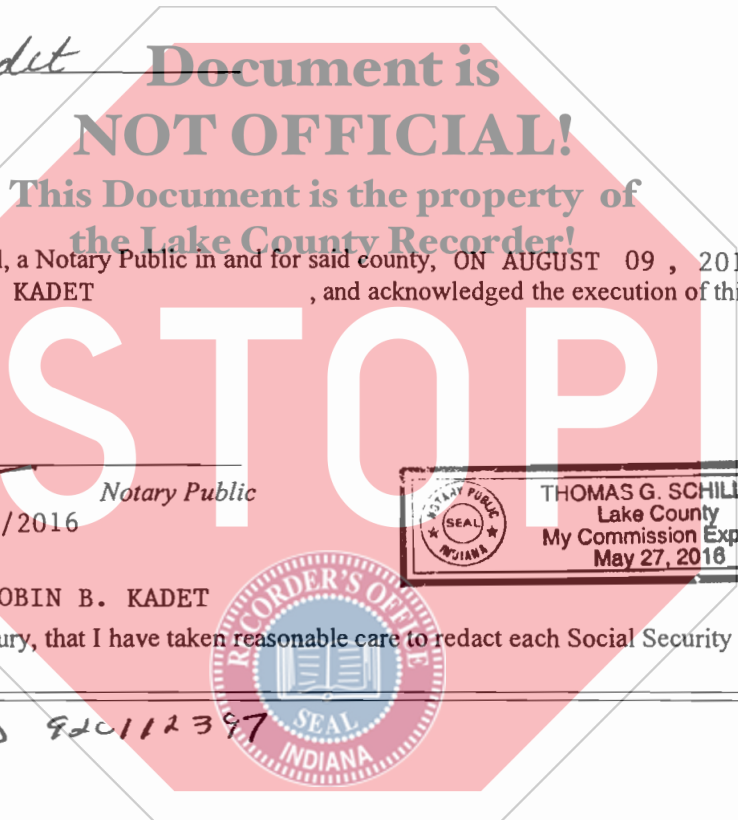 Document is
NOT OFFICIAL!
This Document is the property of
the Lake County Recorder!
, a Notary Public in and for said county, ON AUGUST 09 , 201
KADET , and acknowledged the execution of thi
STOP
Notary Public
/2016
NOTARY PUBLIC
SEAL
INDIANA
THOMAS G. SCHILL
Lake County
My Commission Exp
May 27, 2016
OBIN B. KADET
ury, that I have taken reasonable care to redact each Social Security
RECORDER'S OFFICE
SEAL
INDIANA
920112397